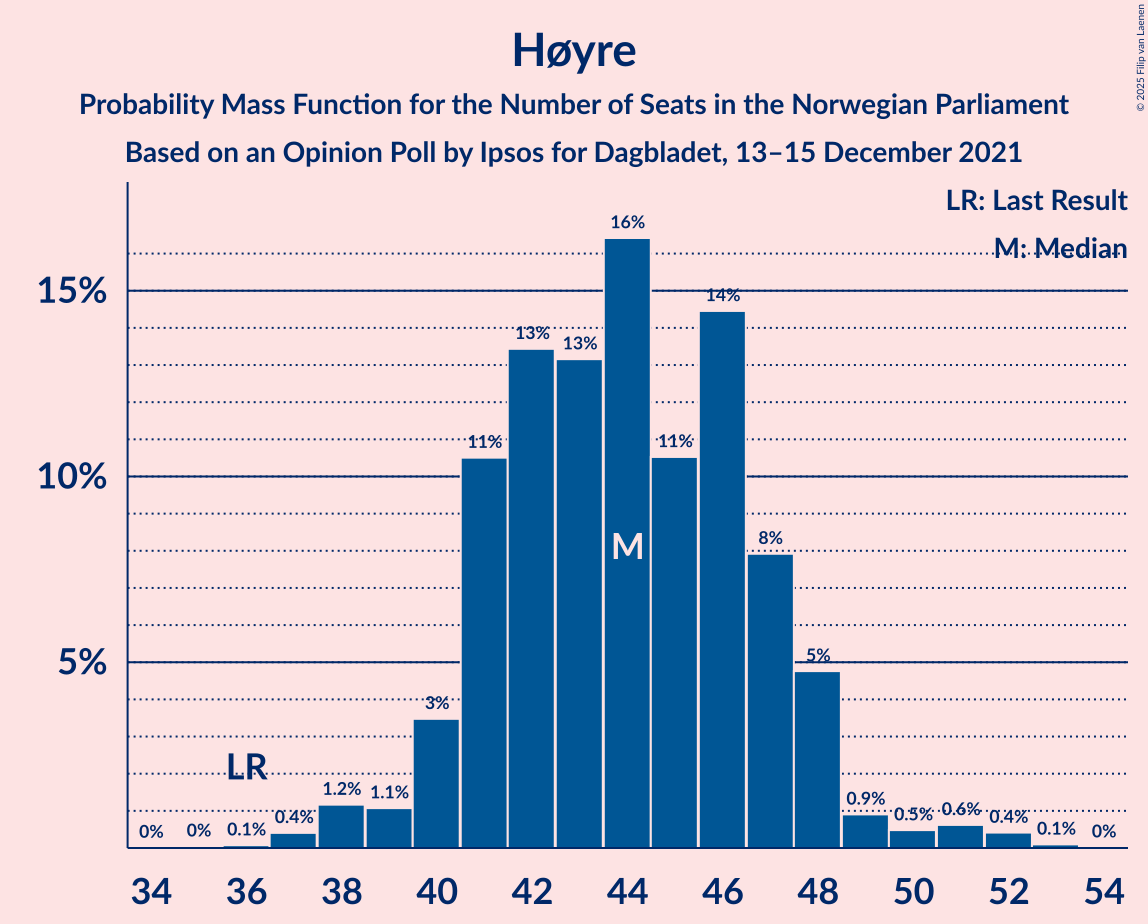 Høyre
Probability Mass Function for the Number of Seats in the Norwegian Parliament
Based on an Opinion Poll by Ipsos for Dagbladet, 13–15 December 2021
© 2025 Filip van Laenen
LR: Last Result
M: Median
15%
10%
5%
0%
0%
0.1%
0.4%
1.2%
1.1%
3%
11%
13%
13%
16%
11%
14%
8%
5%
0.9%
0.5%
0.6%
0.4%
0.1%
0%
LR
M
34 36 38 40 42 44 46 48 50 52 54